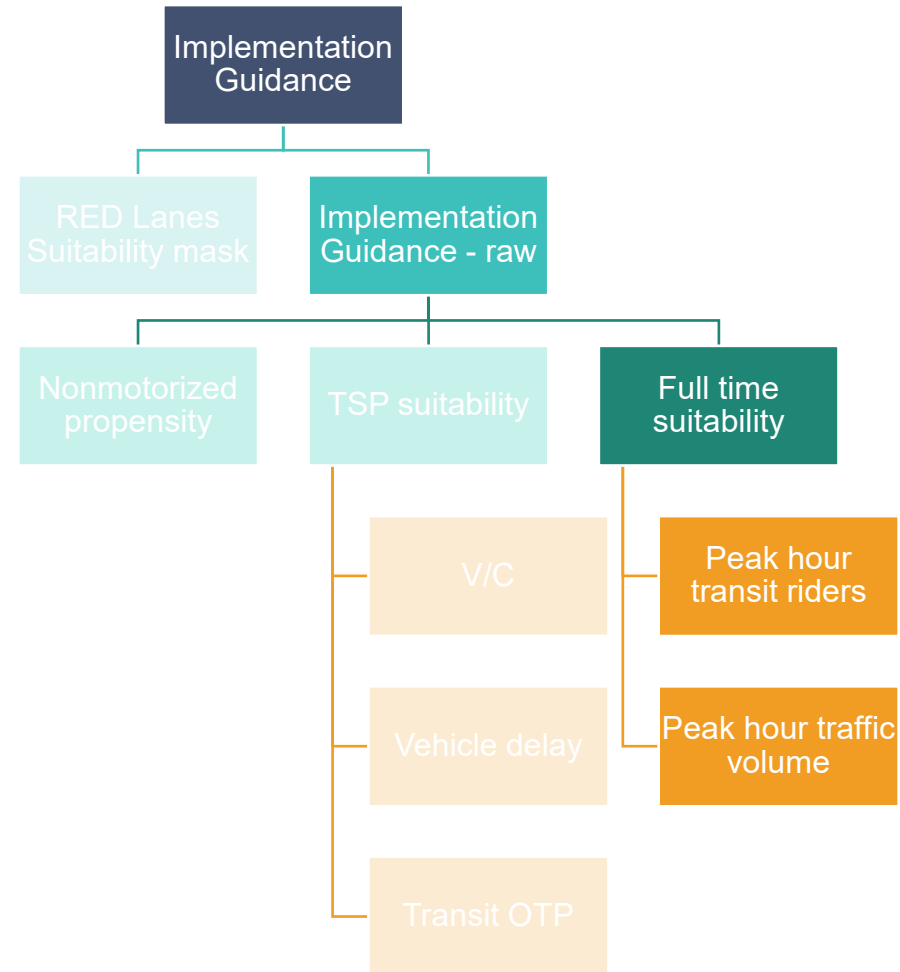 Implementation
Guidance
RED Lanes
Suitability mask
Implementation
Guidance - raw
Nonmotorized
propensity
TSP suitability
Full time
suitability
V/C
Peak hour
transit riders
Vehicle delay
Peak hour traffic
volume
Transit OTP